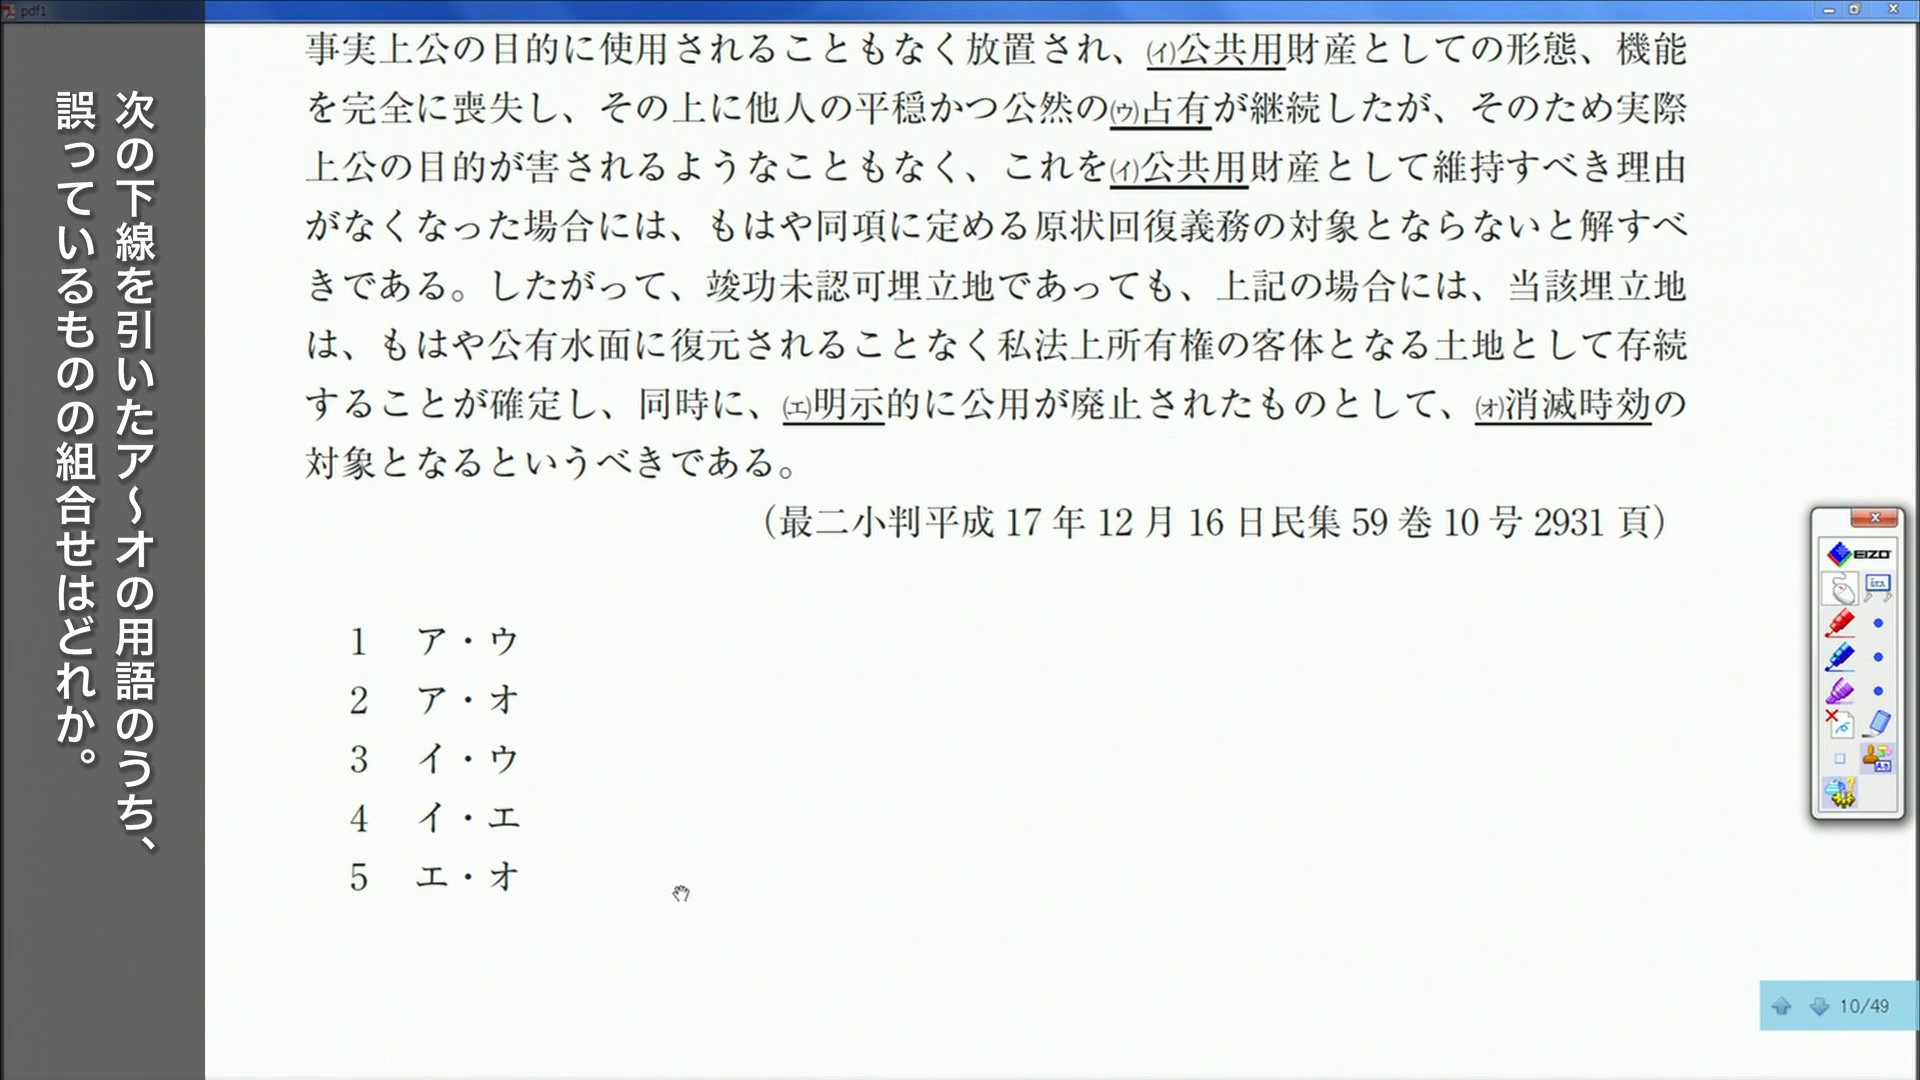 pdf1
次の下線を引いたア〜オの用語のうち、
誤っているものの組合せはどれか。
事実上公の目的に使用されることもなく放置され、㋑公共用財産としての形態、機能
を完全に喪失し、その上に他人の平穏かつ公然の㋒占有が継続したが、そのため実際
上公の目的が害されるようなこともなく、これを㋑公共用財産として維持すべき理由
がなくなった場合には、もはや同項に定める原状回復義務の対象とならないと解すべ
きである。したがって、竣功未認可埋立地であっても、上記の場合には、当該埋立地
は、もはや公有水面に復元されることなく私法上所有権の客体となる土地として存続
することが確定し、同時に、㋓明示的に公用が廃止されたものとして、㋔消滅時効の
対象となるというべきである。
（最二小判平成 17 年 12 月 16 日民集 59 巻 10 号 2931 頁）
1 ア・ウ
2 ア・オ
3 イ・ウ
4 イ・エ
5 エ・オ
EIZO
10/49